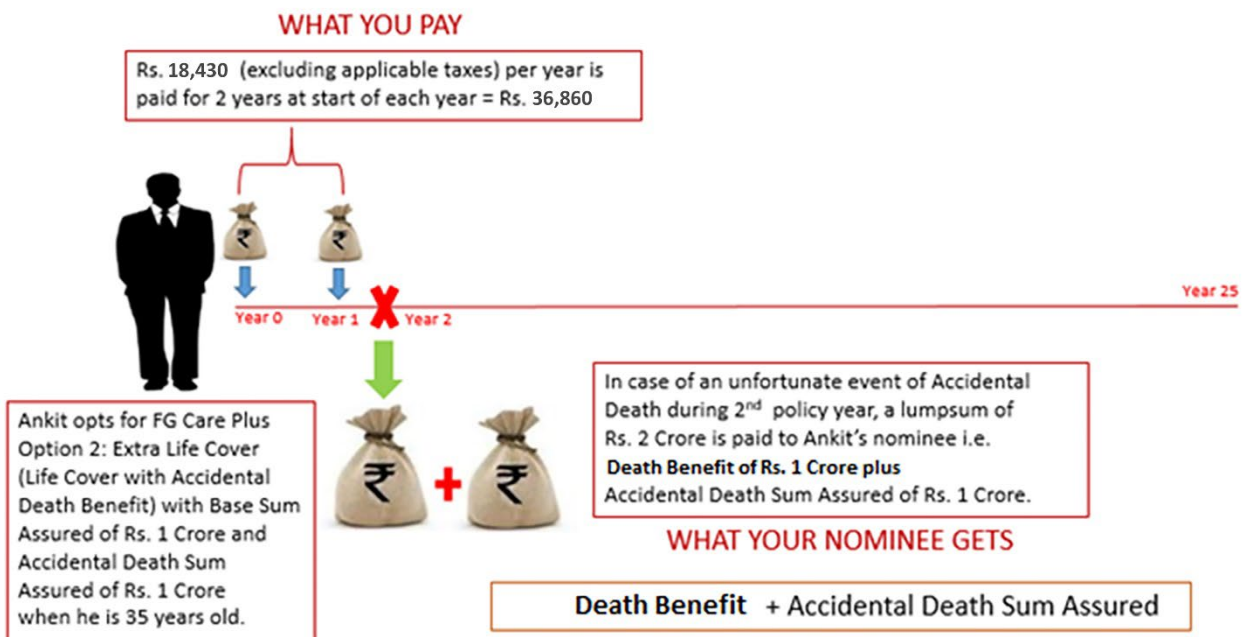 WHAT YOU PAY
Rs. 18,430 (excluding applicable taxes) per year is
paid for 2 years at start of each year = Rs. 36,860
₹
₹
Year 0
Year 1
Year 2
Year 25
Ankit opts for FG Care Plus
Option 2: Extra Life Cover
(Life Cover with Accidental
Death Benefit) with Base Sum
Assured of Rs. 1 Crore and
Accidental Death Sum
Assured of Rs. 1 Crore
when he is 35 years old.
₹ + ₹
In case of an unfortunate event of Accidental
Death during 2nd policy year, a lumpsum of
Rs. 2 Crore is paid to Ankit's nominee i.e.
Death Benefit of Rs. 1 Crore plus
Accidental Death Sum Assured of Rs. 1 Crore.
WHAT YOUR NOMINEE GETS
Death Benefit + Accidental Death Sum Assured